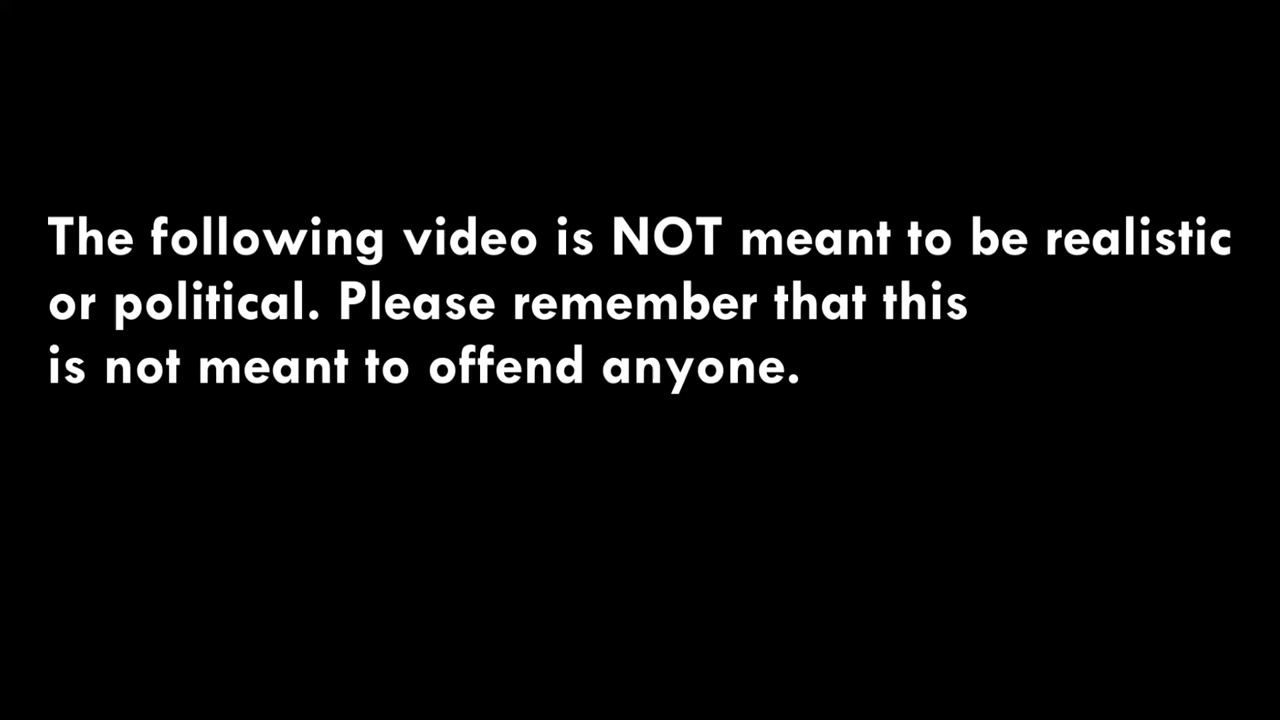 The following video is NOT meant to be realistic
or political. Please remember that this
is not meant to offend anyone.